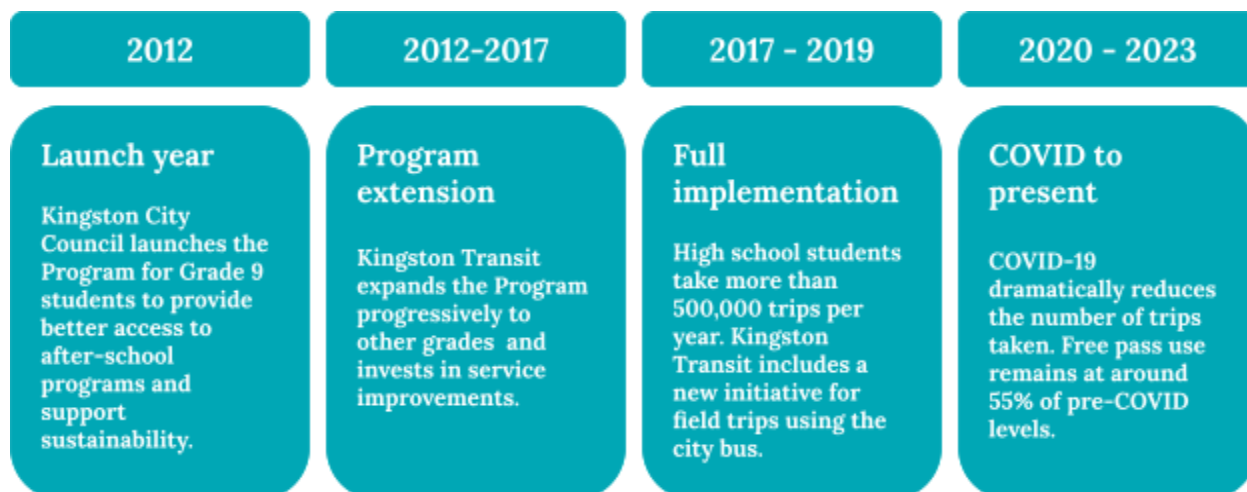 2012
Launch year
Kingston City
Council launches the
Program for Grade 9
students to provide
better access to
after-school
programs and
support
sustainability.
2012-2017
Program
extension
Kingston Transit
expands the Program
progressively to
other grades and
invests in service
improvements.
2017 - 2019
Full
implementation
High school students
take more than
500,000 trips per
year. Kingston
Transit includes a
new initiative for
field trips using the
city bus.
2020 - 2023
COVID to
present
COVID-19
dramatically reduces
the number of trips
taken. Free pass use
remains at around
55% of pre-COVID
levels.